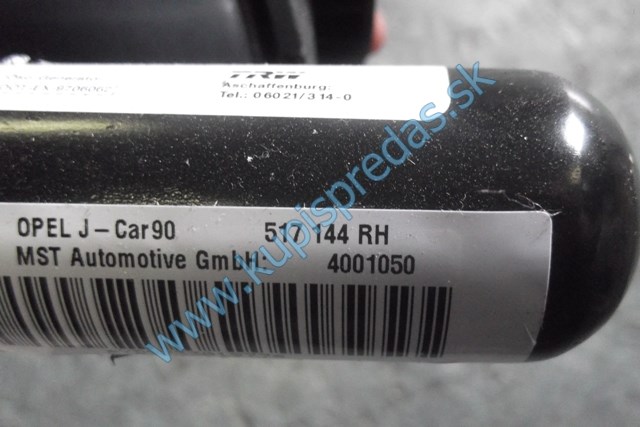 TRW
Aschaffenburg:
Tel.: 06021/314-0
OPEL J-Car90 517 144 RH
MST Automotive GmbH: 4001050
www.kupispredas.sk